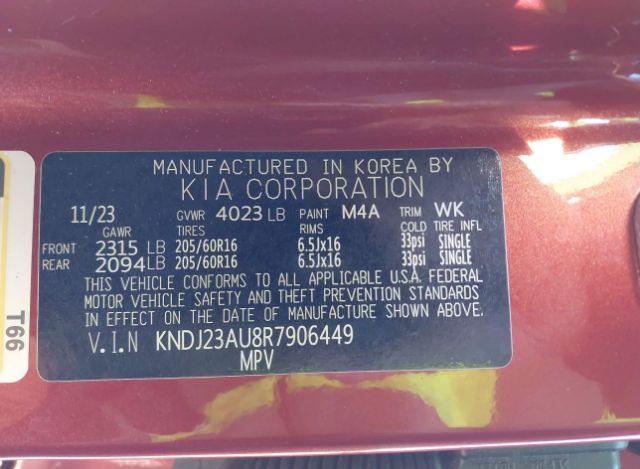 MANUFACTURED IN KOREA BY
KIA CORPORATION
11/23 GVWR 4023 LB PAINT M4A TRIM WK
GAWR TIRES RIMS COLD TIRE INFL
FRONT 2315 LB 205/60R16 6.5Jx16 33psi SINGLE
REAR 2094 LB 205/60R16 6.5Jx16 33psi SINGLE
THIS VEHICLE CONFORMS TO ALL APPLICABLE U.S.A. FEDERAL
MOTOR VEHICLE SAFETY AND THEFT PREVENTION STANDARDS
IN EFFECT ON THE DATE OF MANUFACTURE SHOWN ABOVE.
V.I.N KNDJ23AU8R7906449
MPV
T66